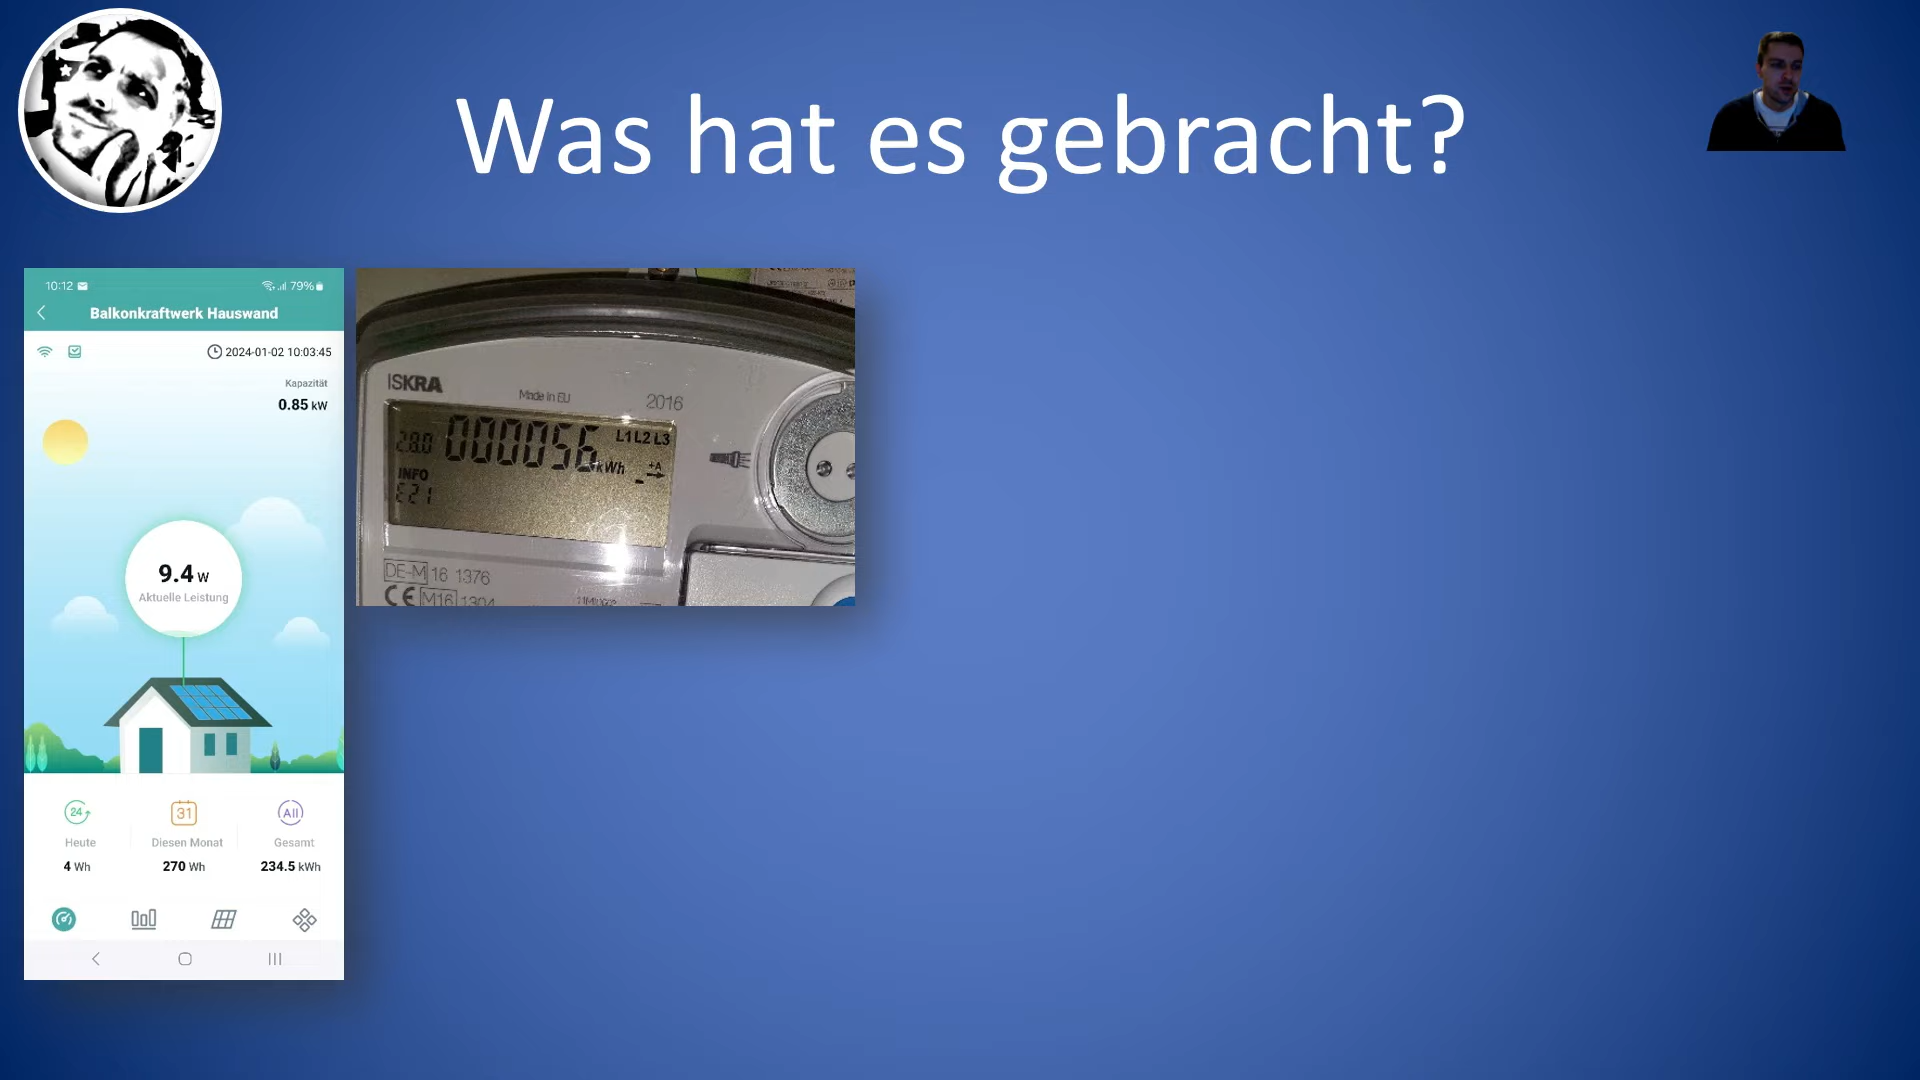 Was hat es gebracht?
10:12
79%
Balkonkraftwerk Hauswand
2024-01-02 10:03:45
Kapazität
0.85 kW
9.4 W
Aktuelle Leistung
24
31
All
Heute
Diesen Monat
Gesamt
4 Wh
270 Wh
234.5 kWh
ISKRA
Made in EU
2016
2.8.0 000056 kWh
L1 L2 L3
+A
INFO
DE-M 16 1376
CE M16 1304